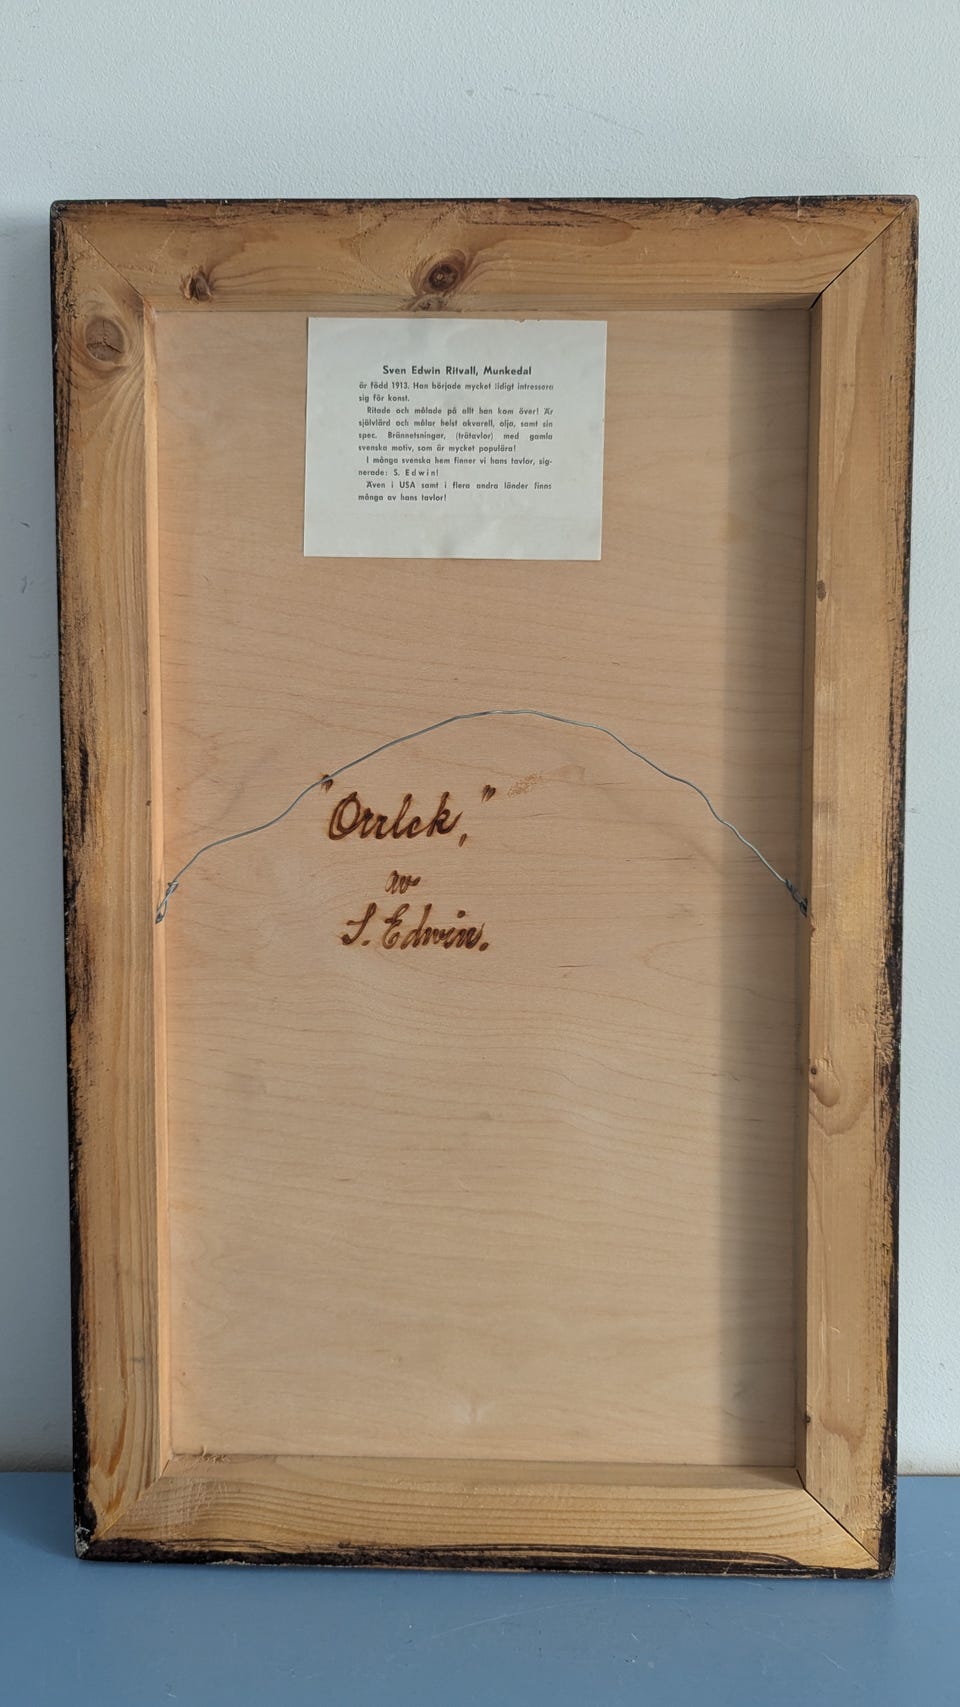 Sven Edwin Ritvall, Munkedal
är född 1913. Han började mycket tidigt intressera
sig för konst.
Ritade och målade på allt han kom över! Är
självlärd och målar helst akvarell, olja, samt sin
spec. Brännetsningar, (trätavlor) med gamla
svenska motiv, som är mycket populära!
I många svenska hem finner vi hans tavlor, sig-
nerade: S. Edwin!
Även i USA samt i flera andra länder finns
många av hans tavlor!
"Orrlek,"
av
S. Edwin.